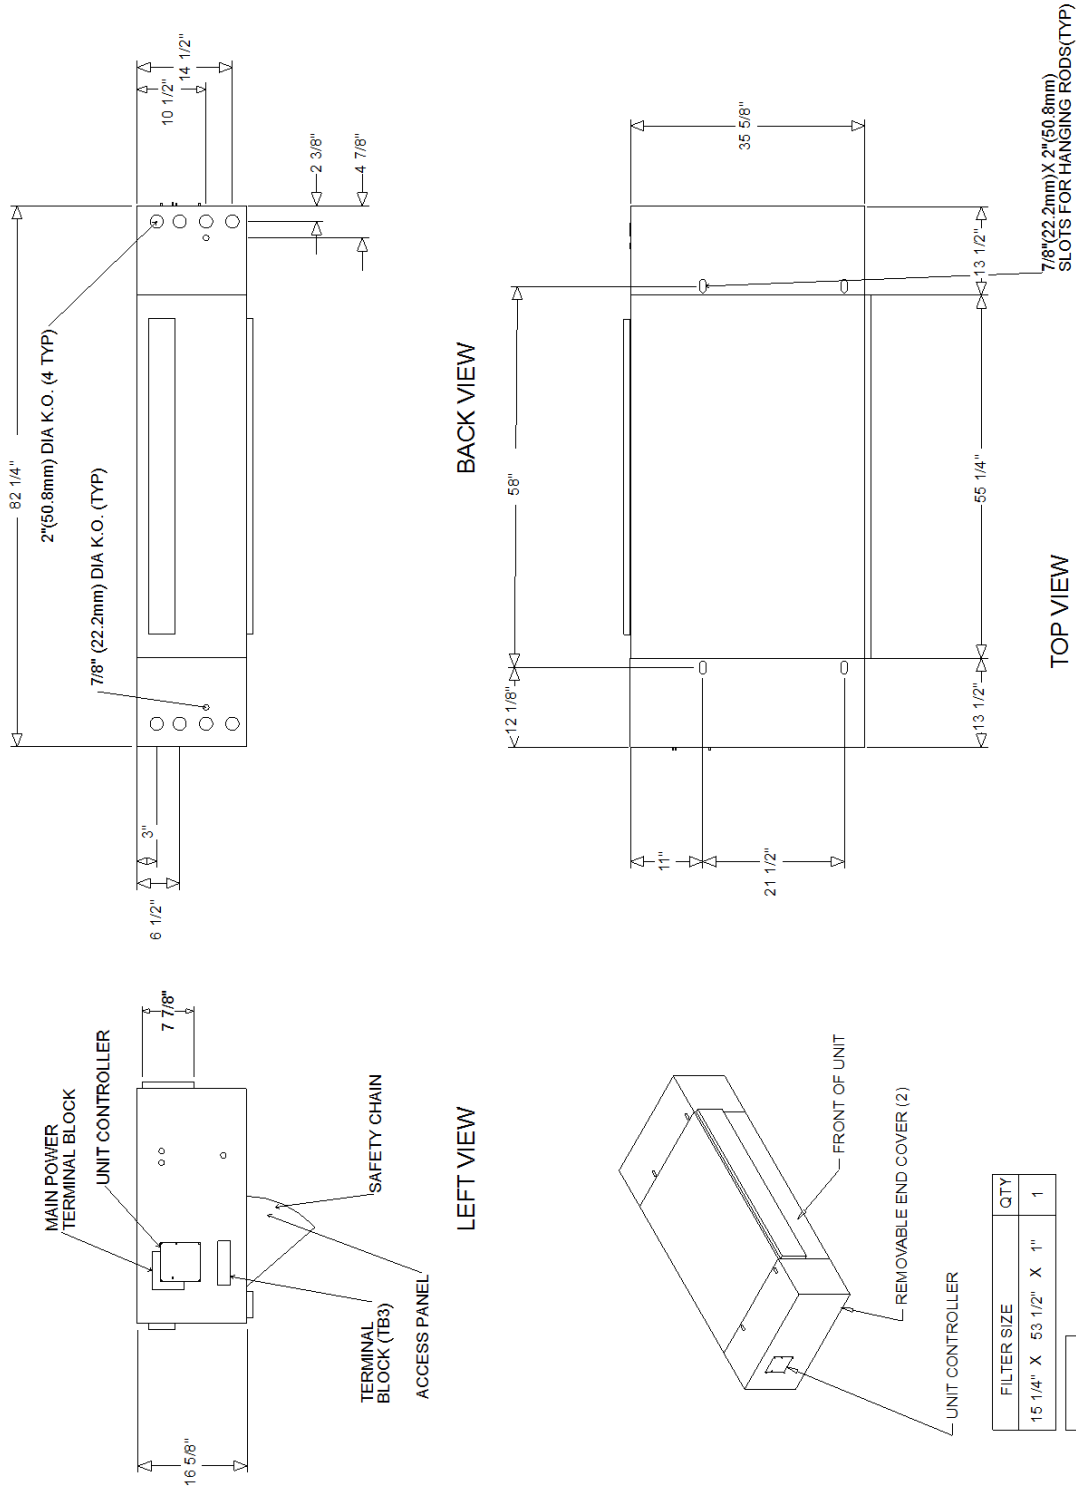 MAIN POWER
TERMINAL BLOCK
UNIT CONTROLLER
7 7/8"
16 5/8"
SAFETY CHAIN
TERMINAL
BLOCK (TB3)
ACCESS PANEL
LEFT VIEW
82 1/4"
2"(50.8mm) DIA K.O. (4 TYP)
7/8" (22.2mm) DIA K.O. (TYP)
10 1/2"
14 1/2"
2 3/8"
4 7/8"
3"
6 1/2"
BACK VIEW
UNIT CONTROLLER
REMOVABLE END COVER (2)
FRONT OF UNIT
FILTER SIZE QTY
15 1/4" X 53 1/2" X 1" 1
12 1/8"
58"
35 5/8"
11"
21 1/2"
13 1/2"
55 1/4"
13 1/2"
7/8"(22.2mm) X 2"(50.8mm)
SLOTS FOR HANGING RODS(TYP)
TOP VIEW